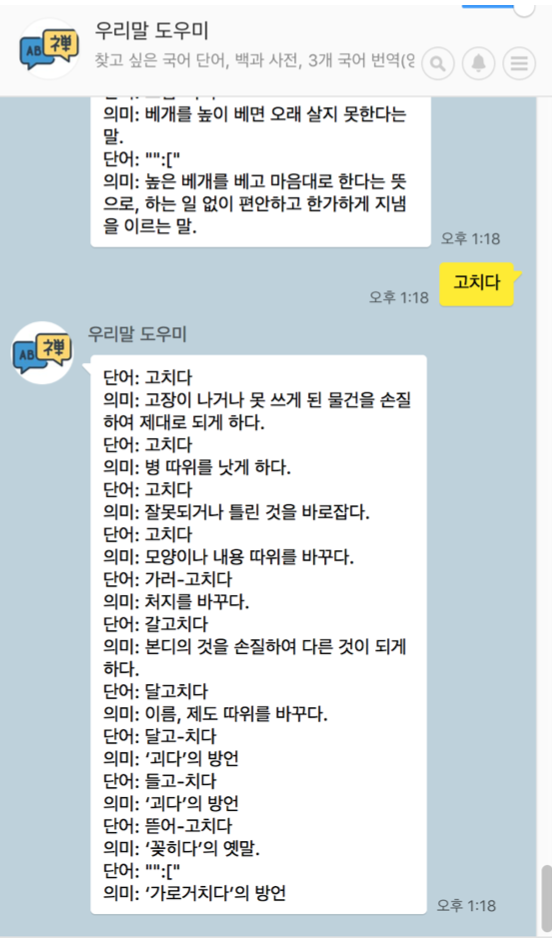 우리말 도우미
찾고 싶은 국어 단어, 백과 사전, 3개 국어 번역(영
AB 禅
의미: 베개를 높이 베면 오래 살지 못한다는
말.
단어: "":["
의미: 높은 베개를 베고 마음대로 한다는 뜻
으로, 하는 일 없이 편안하고 한가하게 지냄
을 이르는 말.
오후 1:18
고치다
오후 1:18
우리말 도우미
AB 禅
단어: 고치다
의미: 고장이 나거나 못 쓰게 된 물건을 손질
하여 제대로 되게 하다.
단어: 고치다
의미: 병 따위를 낫게 하다.
단어: 고치다
의미: 잘못되거나 틀린 것을 바로잡다.
단어: 고치다
의미: 모양이나 내용 따위를 바꾸다.
단어: 가러-고치다
의미: 처지를 바꾸다.
단어: 갈고치다
의미: 본디의 것을 손질하여 다른 것이 되게
하다.
단어: 달고치다
의미: 이름, 제도 따위를 바꾸다.
단어: 달고-치다
의미: ‘괴다’의 방언
단어: 들고-치다
의미: ‘괴다’의 방언
단어: 뜯어-고치다
의미: ‘꽂히다’의 옛말.
단어: "":["
의미: ‘가로거치다’의 방언
오후 1:18